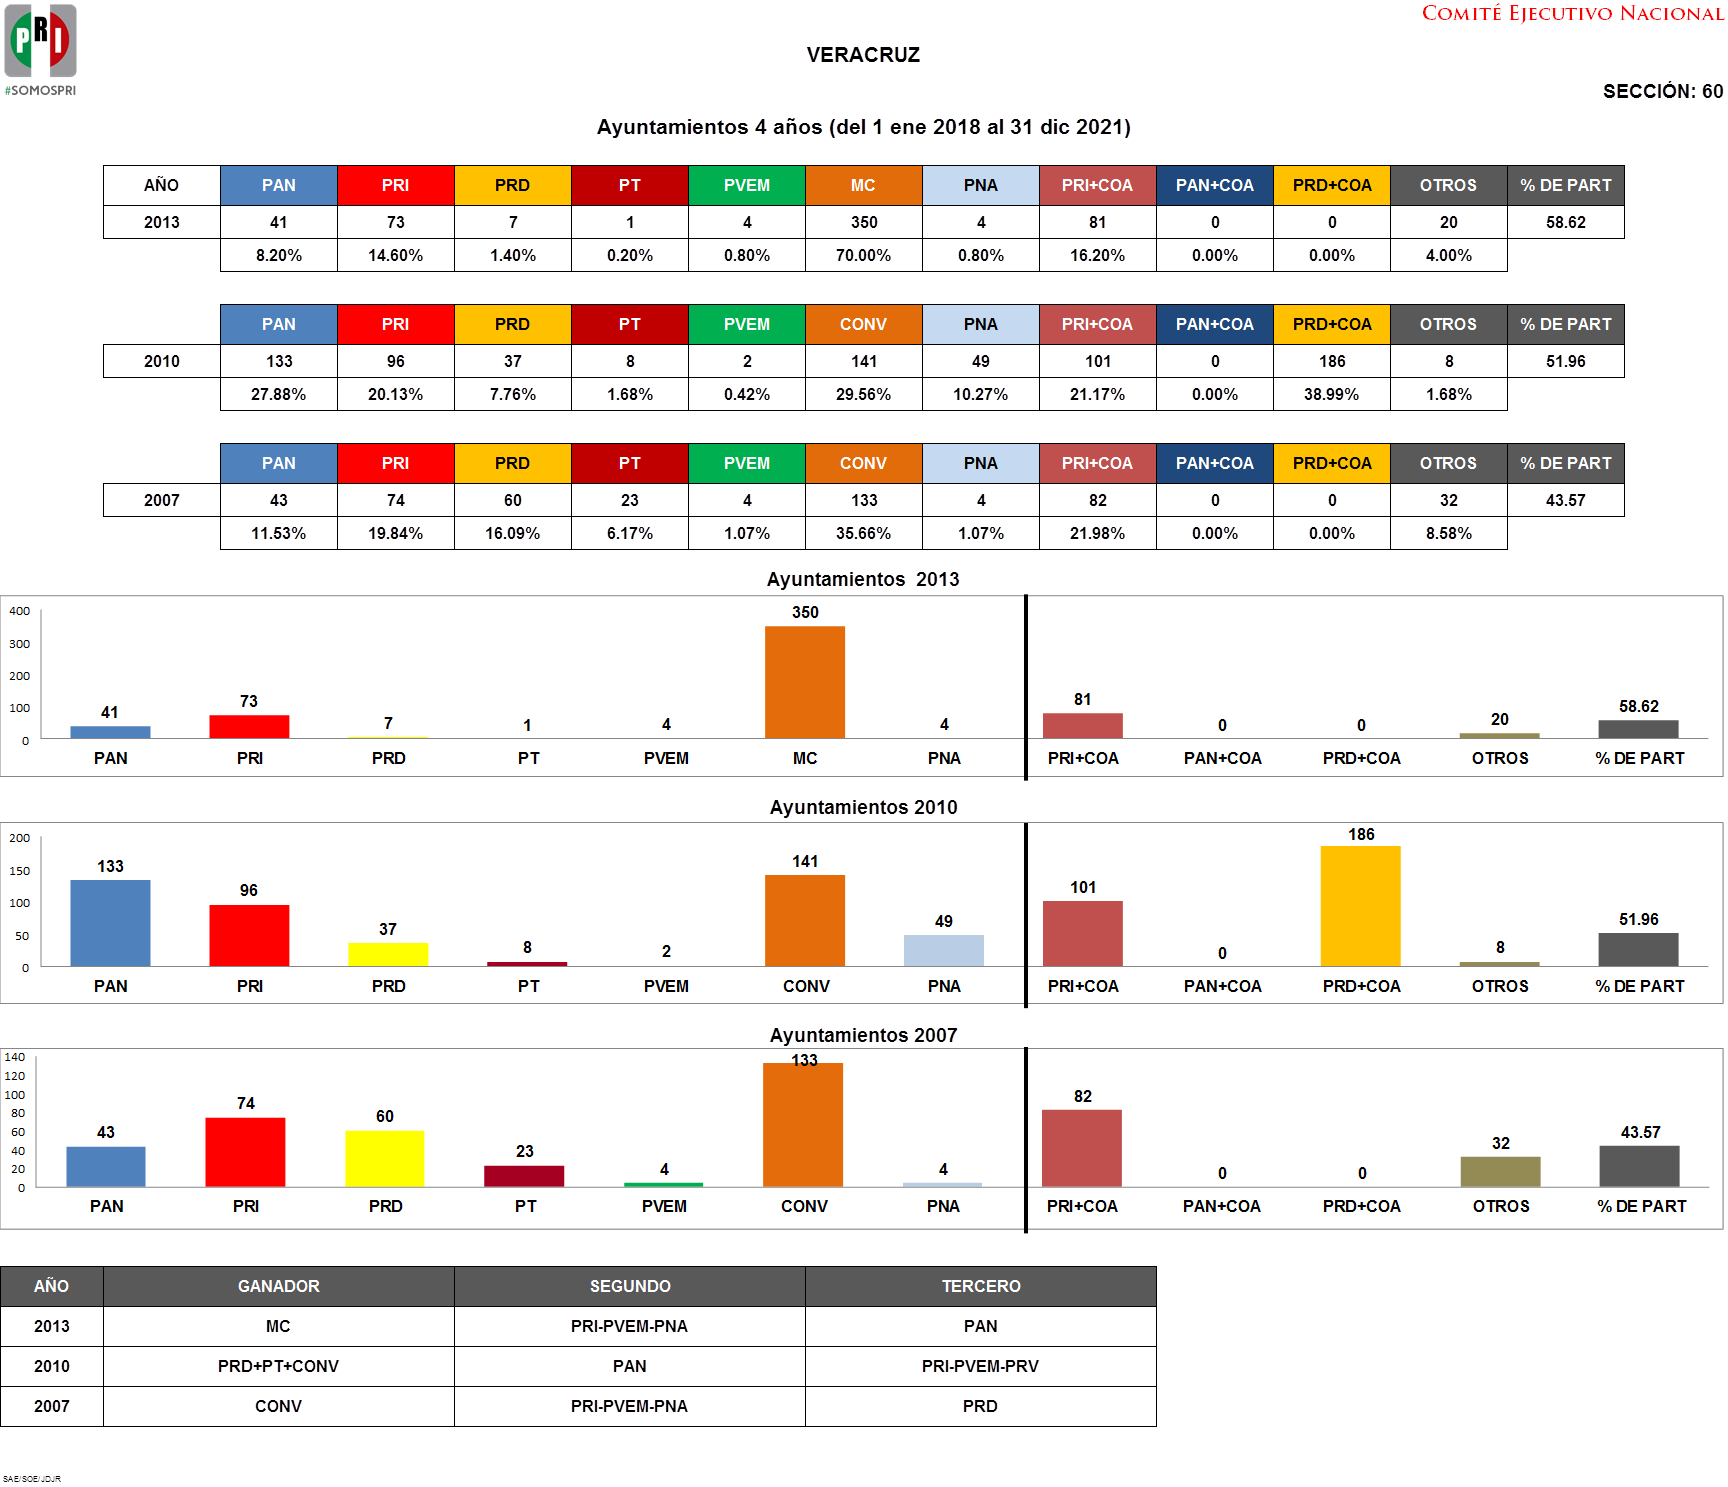 COMITÉ EJECUTIVO NACIONAL
PRI
#SOMOSPRI
VERACRUZ
SECCIÓN: 60
Ayuntamientos 4 años (del 1 ene 2018 al 31 dic 2021)
AÑO PAN PRI PRD PT PVEM MC PNA PRI+COA PAN+COA PRD+COA OTROS % DE PART
2013 41 73 7 1 4 350 4 81 0 0 20 58.62
8.20% 14.60% 1.40% 0.20% 0.80% 70.00% 0.80% 16.20% 0.00% 0.00% 4.00%
PAN PRI PRD PT PVEM CONV PNA PRI+COA PAN+COA PRD+COA OTROS % DE PART
2010 133 96 37 8 2 141 49 101 0 186 8 51.96
27.88% 20.13% 7.76% 1.68% 0.42% 29.56% 10.27% 21.17% 0.00% 38.99% 1.68%
PAN PRI PRD PT PVEM CONV PNA PRI+COA PAN+COA PRD+COA OTROS % DE PART
2007 43 74 60 23 4 133 4 82 0 0 32 43.57
11.53% 19.84% 16.09% 6.17% 1.07% 35.66% 1.07% 21.98% 0.00% 0.00% 8.58%
Ayuntamientos 2013
400
300
200
100
0
41 73 7 1 4 350 4 81 0 0 20 58.62
PAN PRI PRD PT PVEM MC PNA PRI+COA PAN+COA PRD+COA OTROS % DE PART
Ayuntamientos 2010
200
150
100
50
0
133 96 37 8 2 141 49 101 0 186 8 51.96
PAN PRI PRD PT PVEM CONV PNA PRI+COA PAN+COA PRD+COA OTROS % DE PART
Ayuntamientos 2007
140
120
100
80
60
40
20
0
43 74 60 23 4 133 4 82 0 0 32 43.57
PAN PRI PRD PT PVEM CONV PNA PRI+COA PAN+COA PRD+COA OTROS % DE PART
AÑO GANADOR SEGUNDO TERCERO
2013 MC PRI-PVEM-PNA PAN
2010 PRD+PT+CONV PAN PRI-PVEM-PRV
2007 CONV PRI-PVEM-PNA PRD
SAE/SOE/JDJR